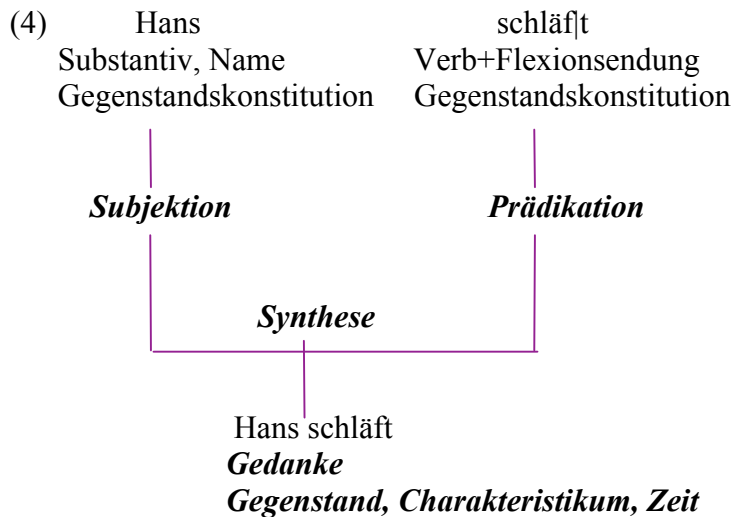 (4) Hans schläf|t
Substantiv, Name Verb+Flexionsendung
Gegenstandskonstitution Gegenstandskonstitution
Subjektion Prädikation
Synthese
Hans schläft
Gedanke
Gegenstand, Charakteristikum, Zeit